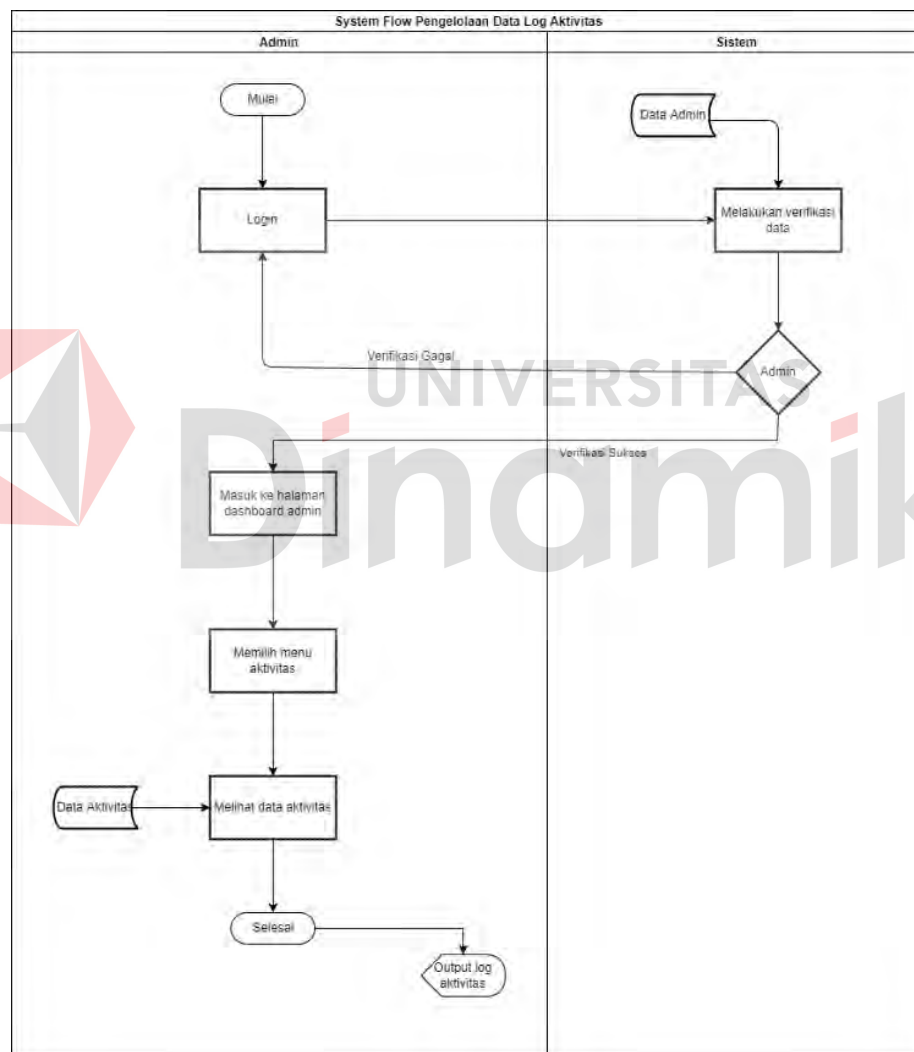 System Flow Pengelolaan Data Log Aktivitas
Admin
Sistem
Mulai
Data Admin
Login
Melakukan verifikasi
data
Verifikasi Gagal
Admin
UNIVERSITAS
Dinamik
Verifikasi Sukses
Masuk ke halaman
dashboard admin
Memilih menu
aktivitas
Data Aktivitas
Melihat data aktivitas
Selesai
Output log
aktivitas